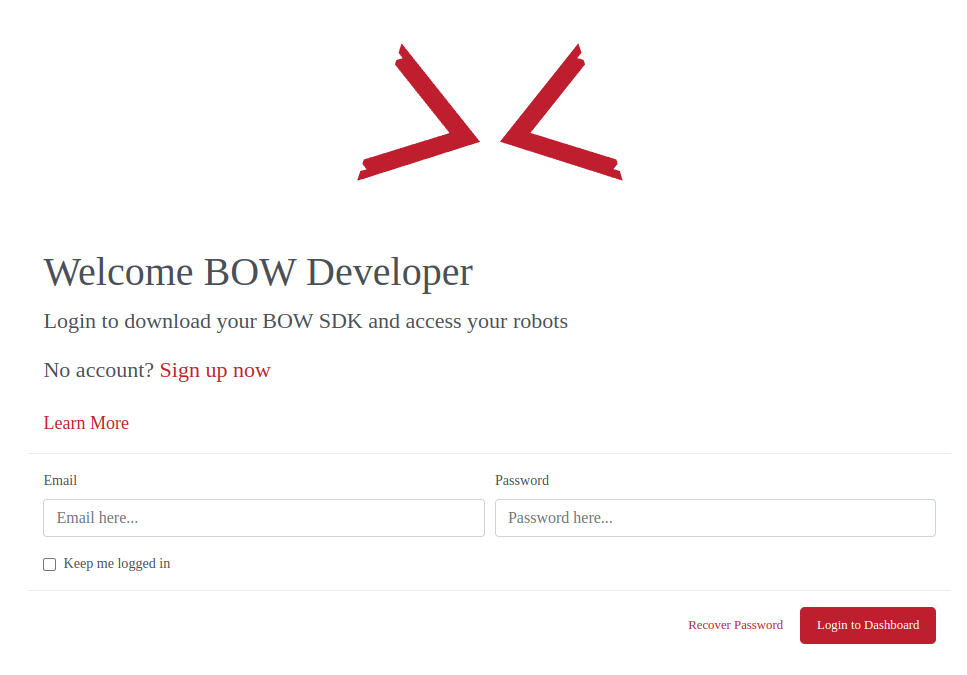 Welcome BOW Developer
Login to download your BOW SDK and access your robots
No account? Sign up now
Learn More
Email
Password
Email here...
Password here...
Keep me logged in
Recover Password
Login to Dashboard